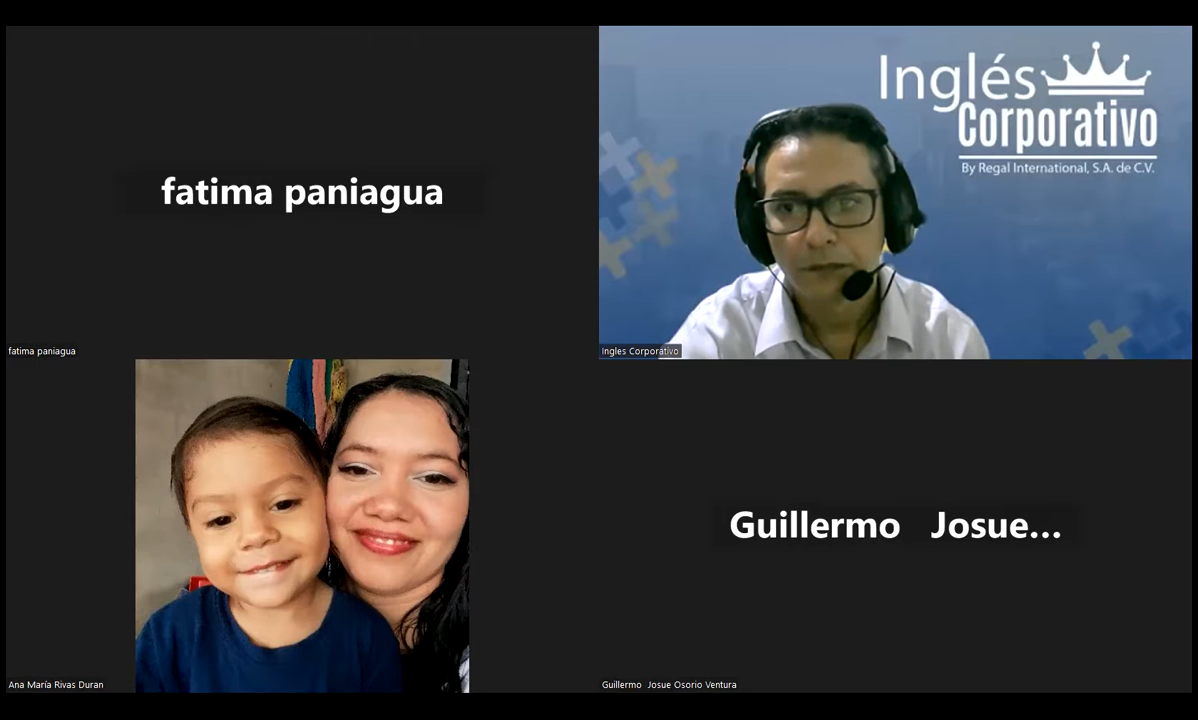 fatima paniagua
fatima paniagua
Inglés
Corporativo
By Regal International, S.A. de C.V.
Ingles Corporativo
Ana María Rivas Duran
Guillermo Josue...
Guillermo Josue Osorio Ventura